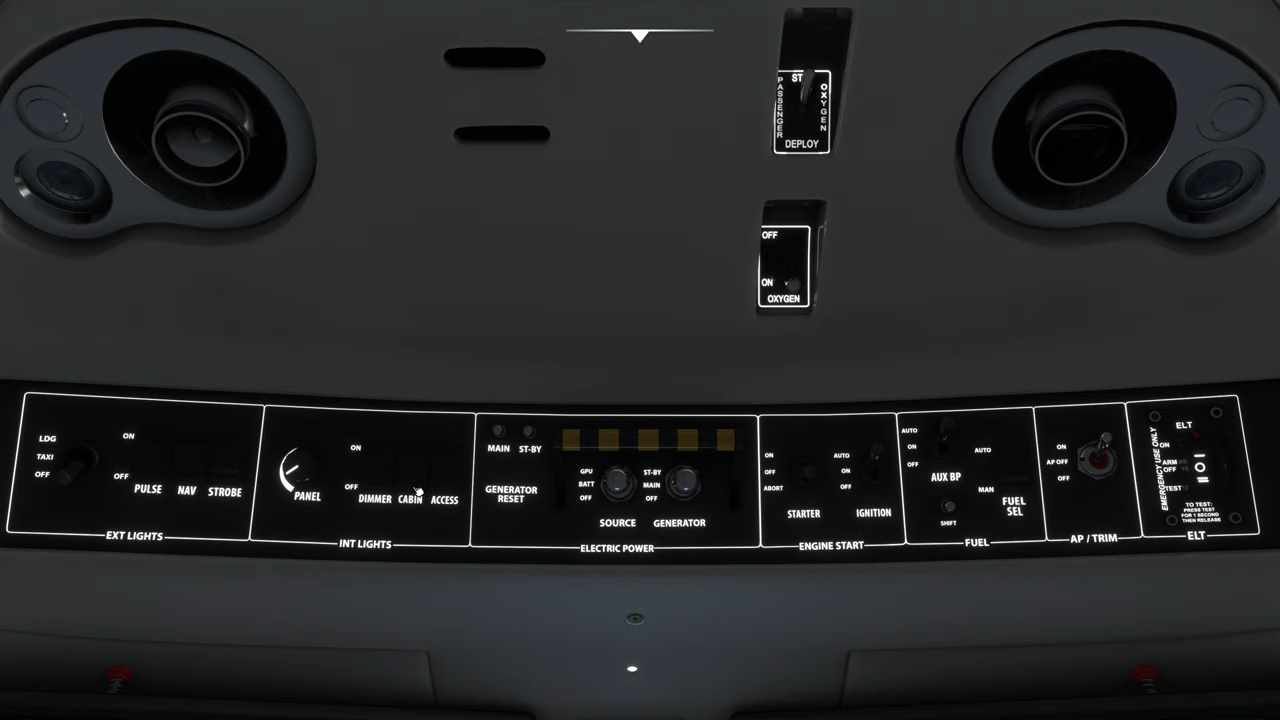 PASSENGER
ST
OXYGEN
DEPLOY
OFF
ON
OXYGEN
LDG
TAXI
OFF
ON
OFF
PULSE NAV STROBE
EXT LIGHTS
PANEL
ON
OFF
DIMMER CABIN ACCESS
INT LIGHTS
MAIN ST-BY
GENERATOR
RESET
GPU
BATT
OFF
SOURCE
ST-BY
MAIN
OFF
GENERATOR
ELECTRIC POWER
ON
OFF
ABORT
STARTER
AUTO
ON
OFF
IGNITION
ENGINE START
AUTO
ON
OFF
AUX BP
SHIFT
AUTO
MAN
FUEL
SEL
FUEL
ON
AP OFF
OFF
AP / TRIM
EMERGENCY USE ONLY
ELT
ON
ARM
OFF
TEST
TO TEST:
PRESS TEST
FOR 1 SECOND
THEN RELEASE
ELT